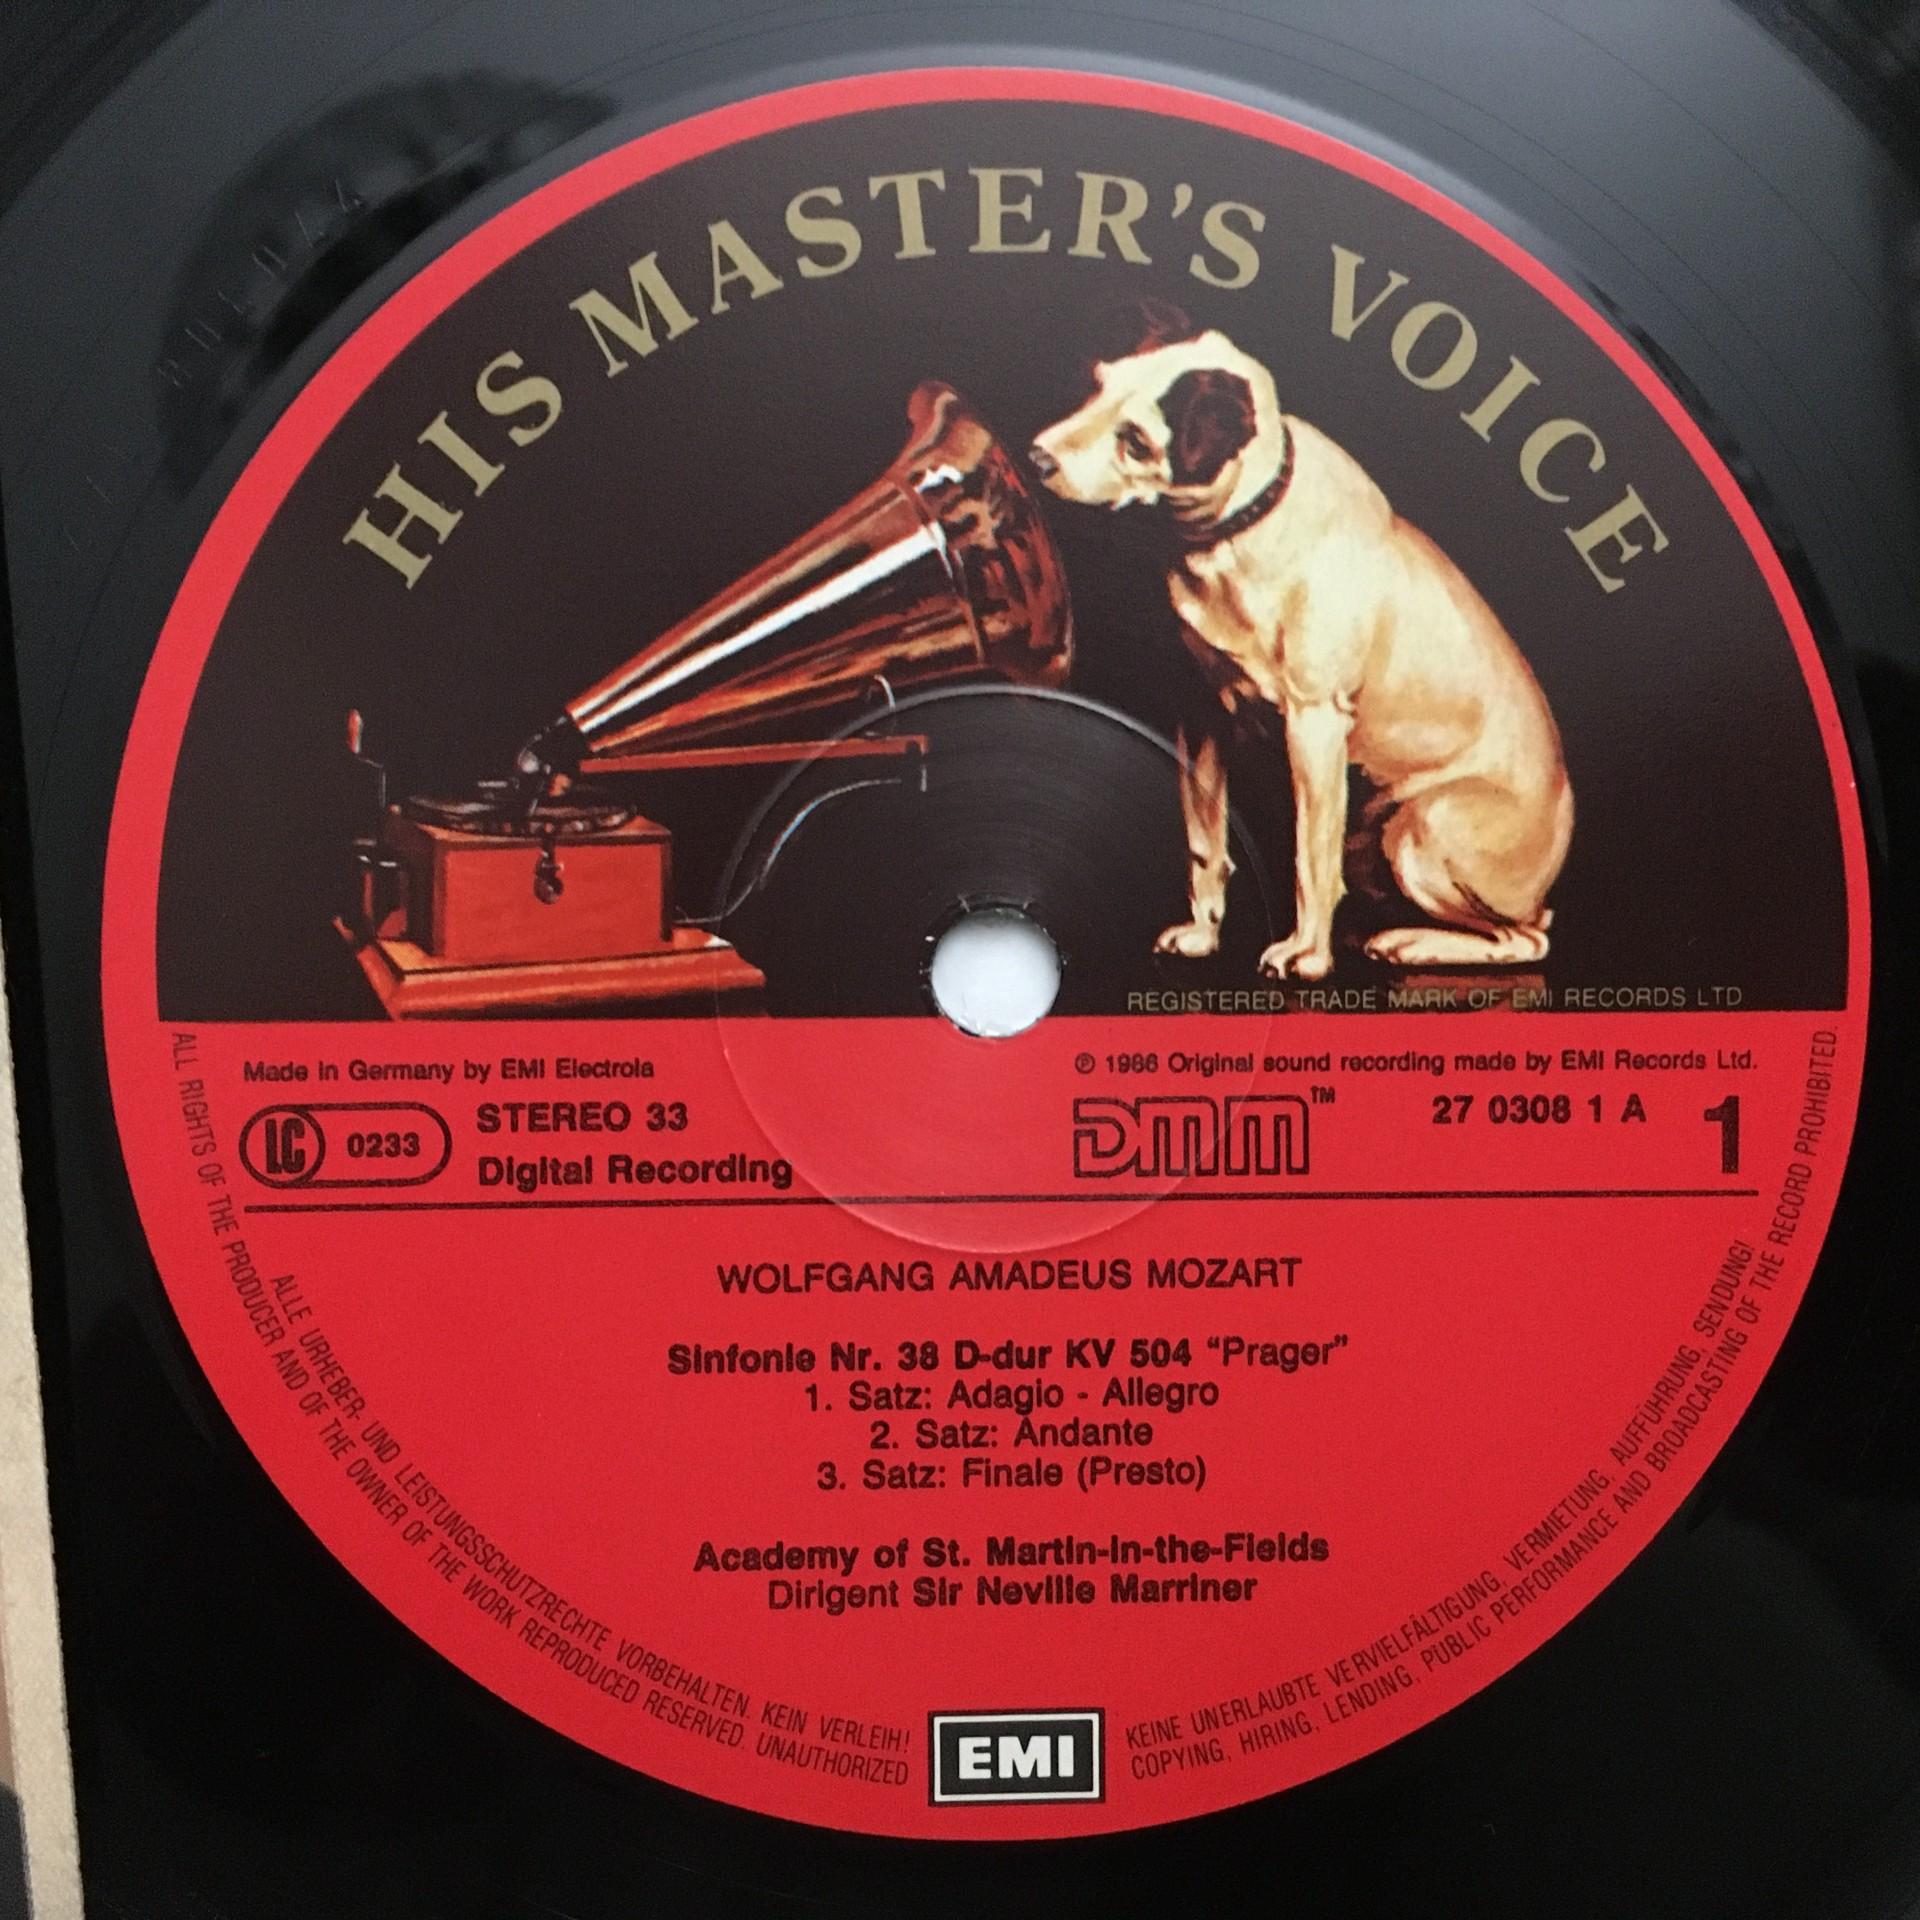 HIS MASTER'S VOICE
REGISTERED TRADE MARK OF EMI RECORDS LTD
Made in Germany by EMI Electrola
℗ 1986 Original sound recording made by EMI Records Ltd.
LC 0233
STEREO 33
Digital Recording
DMM™
27 0308 1 A
1
WOLFGANG AMADEUS MOZART
Sinfonie Nr. 38 D-dur KV 504 “Prager”
1. Satz: Adagio - Allegro
2. Satz: Andante
3. Satz: Finale (Presto)
Academy of St. Martin-in-the-Fields
Dirigent Sir Neville Marriner
ALLE URHEBER- UND LEISTUNGSSCHUTZRECHTE VORBEHALTEN. KEIN VERLEIH! KEINE UNERLAUBTE VERVIELFÄLTIGUNG, VERMIETUNG, AUFFÜHRUNG, SENDUNG!
ALL RIGHTS OF THE PRODUCER AND OF THE OWNER OF THE WORK REPRODUCED RESERVED. UNAUTHORIZED COPYING, HIRING, LENDING, PUBLIC PERFORMANCE AND BROADCASTING OF THE RECORD PROHIBITED.
EMI